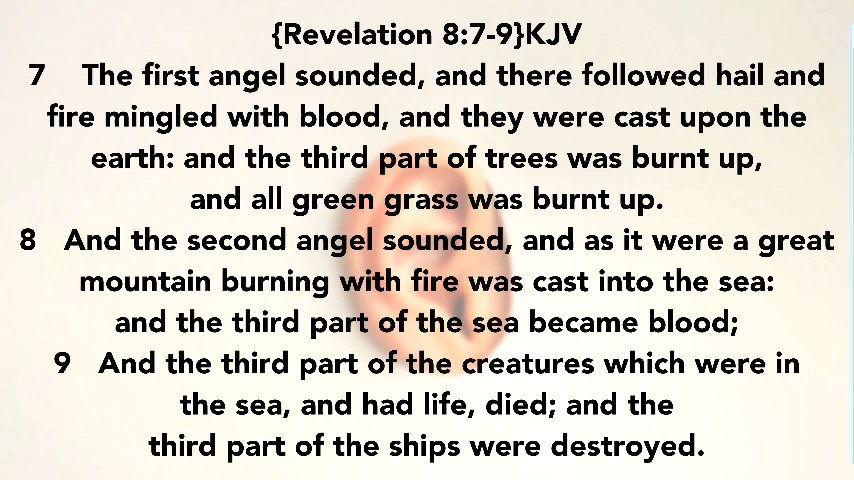 {Revelation 8:7-9}KJV
7 The first angel sounded, and there followed hail and
fire mingled with blood, and they were cast upon the
earth: and the third part of trees was burnt up,
and all green grass was burnt up.
8 And the second angel sounded, and as it were a great
mountain burning with fire was cast into the sea:
and the third part of the sea became blood;
9 And the third part of the creatures which were in
the sea, and had life, died; and the
third part of the ships were destroyed.